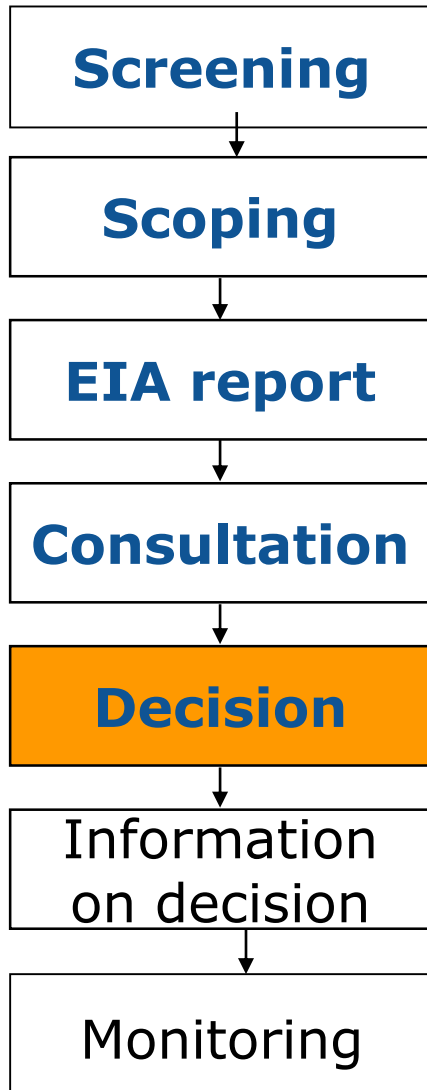 Screening
Scoping
EIA report
Consultation
Decision
Information
on decision
Monitoring